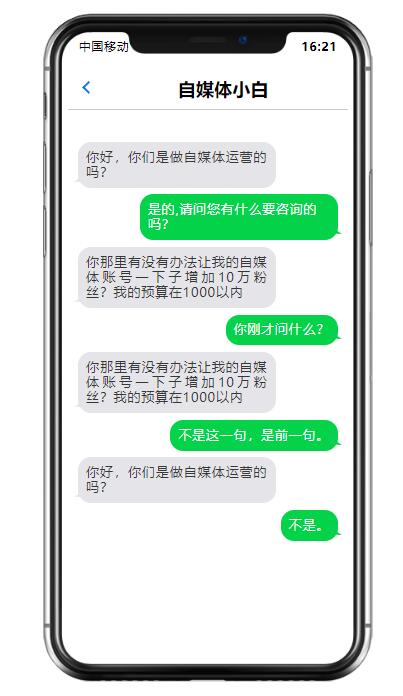 中国移动
16:21
自媒体小白
你好，你们是做自媒体运营的
吗？
是的,请问您有什么要咨询的
吗？
你那里有没有办法让我的自媒
体账号一下子增加10万粉
丝？我的预算在1000以内
你刚才问什么？
你那里有没有办法让我的自媒
体账号一下子增加10万粉
丝？我的预算在1000以内
不是这一句，是前一句。
你好，你们是做自媒体运营的
吗？
不是。